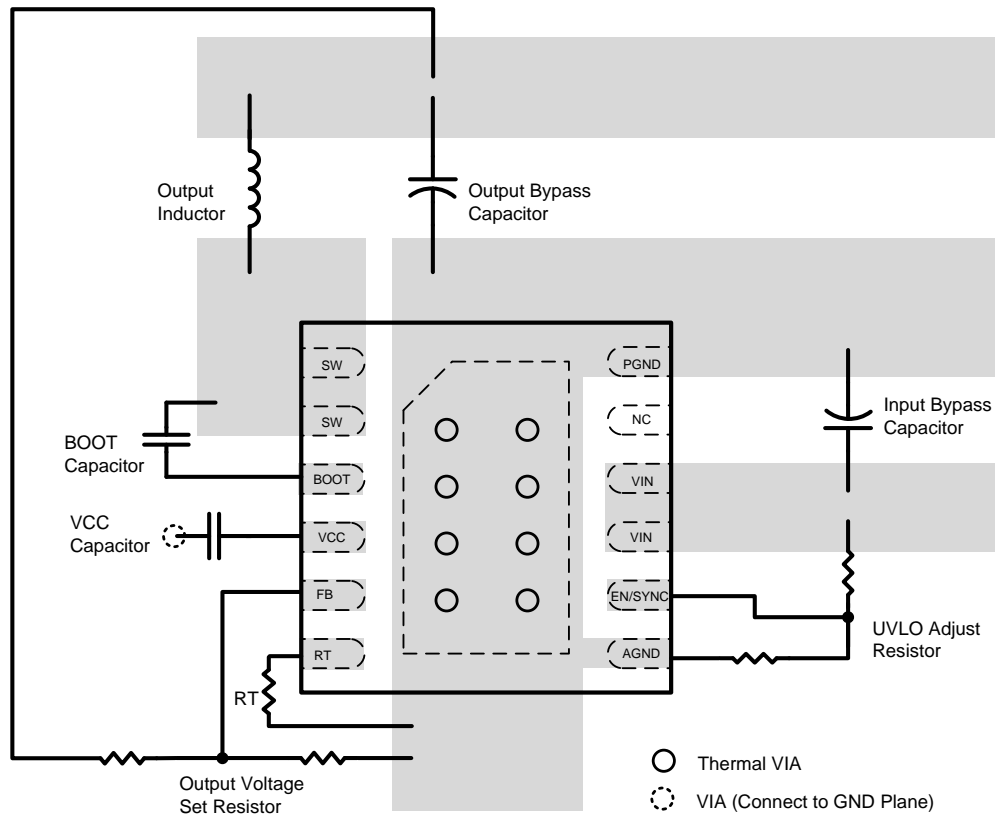 Output
Inductor
Output Bypass
Capacitor
SW
PGND
SW
NC
Input Bypass
Capacitor
BOOT
Capacitor
BOOT
VIN
VCC
Capacitor
VCC
VIN
FB
EN/SYNC
UVLO Adjust
Resistor
RT
AGND
RT
Output Voltage
Set Resistor
Thermal VIA
VIA (Connect to GND Plane)